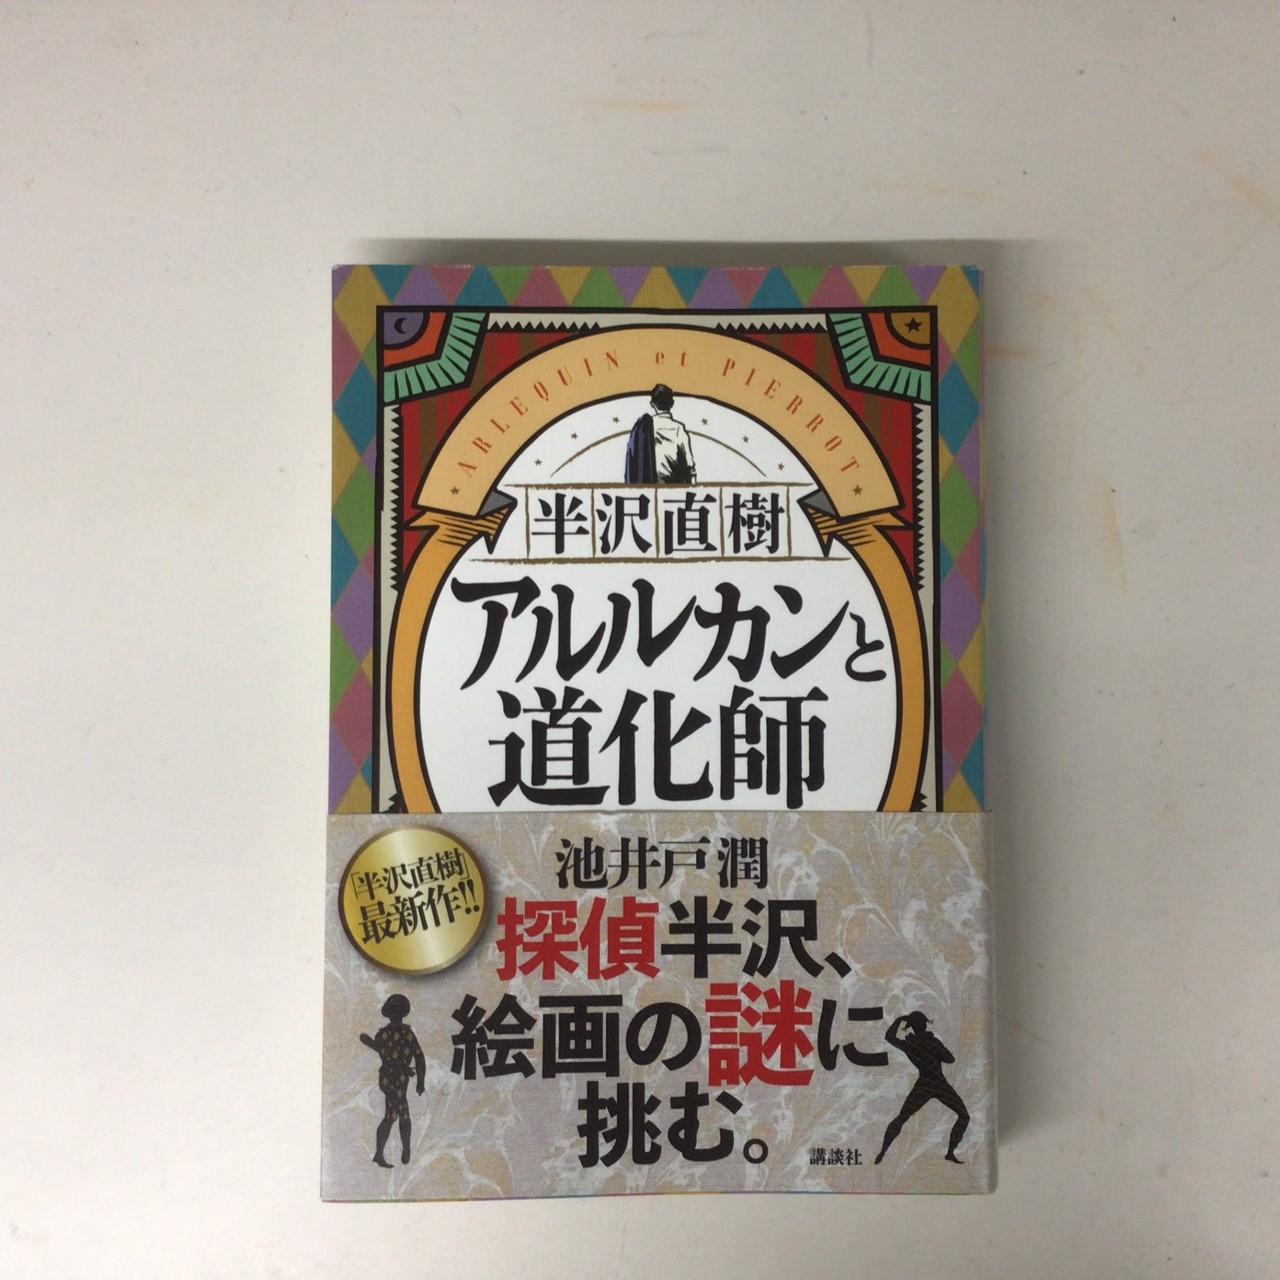 ARLEQUIN et PIERROT
半沢直樹
アルルカンと
道化師
池井戸潤
「半沢直樹」
最新作!!
探偵半沢、
絵画の謎に
挑む。
講談社